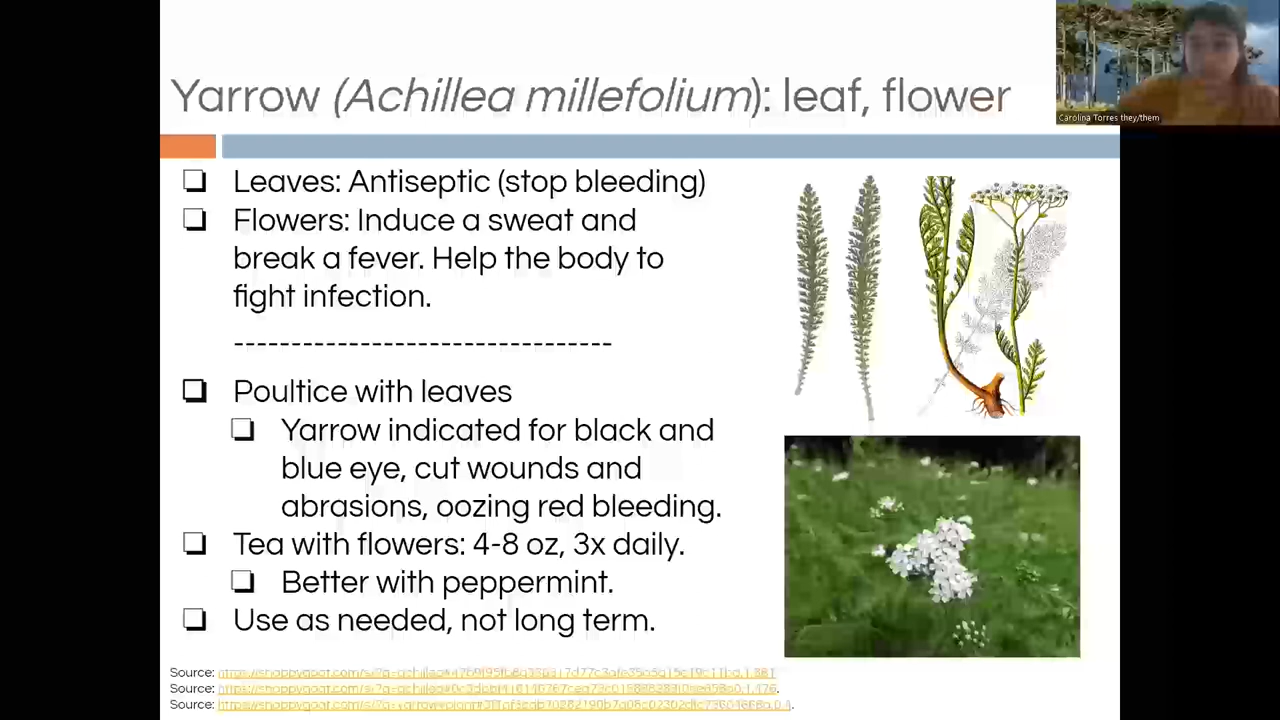 Yarrow (Achillea millefolium): leaf, flower
Carolina Torres they/them
❏ Leaves: Antiseptic (stop bleeding)
❏ Flowers: Induce a sweat and
break a fever. Help the body to
fight infection.
---------------------------------
❏ Poultice with leaves
❏ Yarrow indicated for black and
blue eye, cut wounds and
abrasions, oozing red bleeding.
❏ Tea with flowers: 4-8 oz, 3x daily.
❏ Better with peppermint.
❏ Use as needed, not long term.
Source:
Source:
Source: